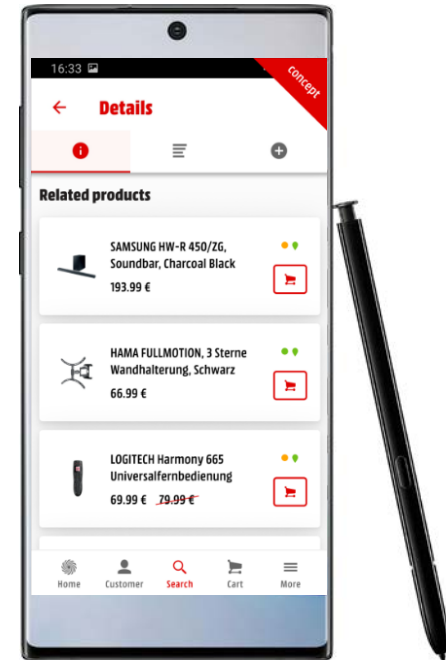 16:33
concept
Details
Related products
SAMSUNG HW-R 450/ZG,
Soundbar, Charcoal Black
193.99 €
HAMA FULLMOTION, 3 Sterne
Wandhalterung, Schwarz
66.99 €
LOGITECH Harmony 665
Universalfernbedienung
69.99 € 79.99 €
Home Customer Search Cart More